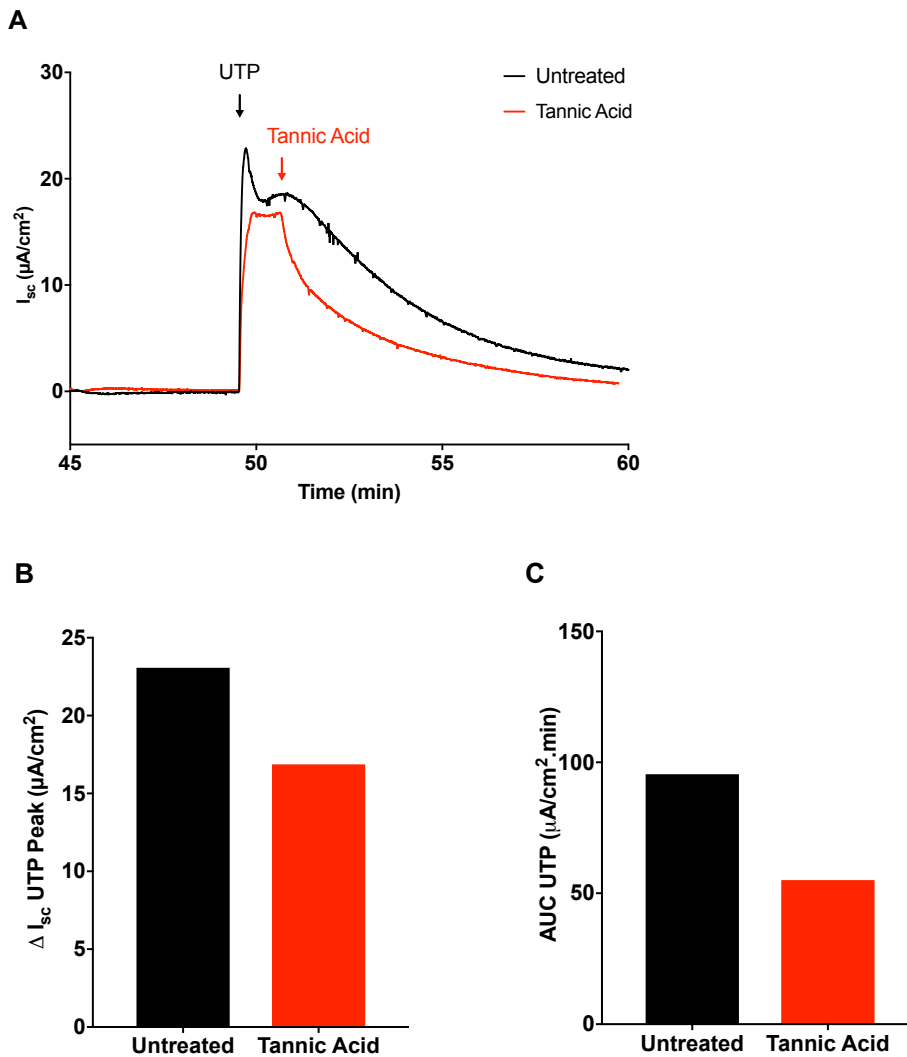 A
UTP
Untreated
Tannic Acid
Tannic Acid
30
20
10
0
Isc (µA/cm2)
45
50
55
60
Time (min)
B
25
20
15
10
5
0
Δ Isc UTP Peak (µA/cm2)
Untreated
Tannic Acid
C
150
100
50
0
AUC UTP (µA/cm2.min)
Untreated
Tannic Acid